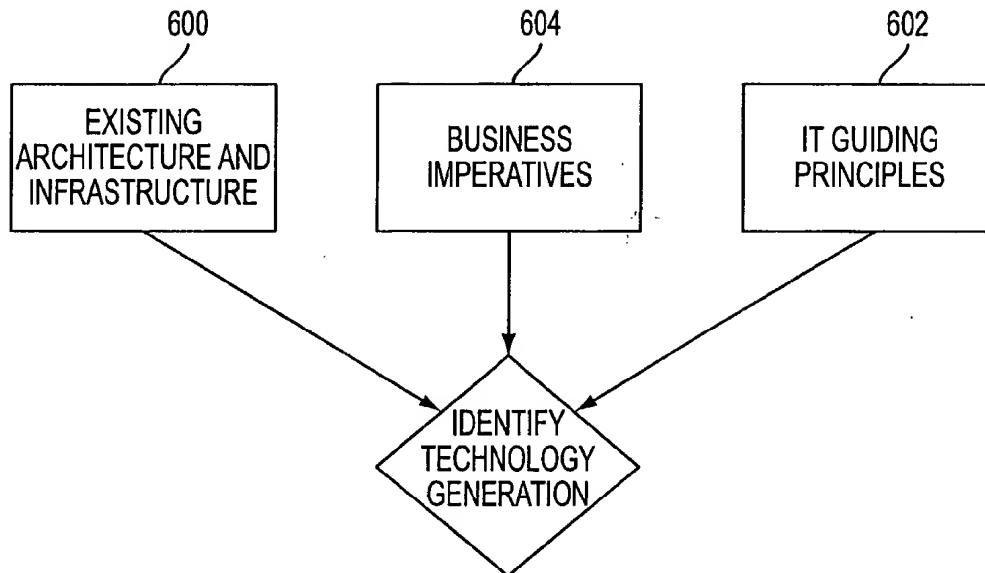 600
604
602
EXISTING
ARCHITECTURE AND
INFRASTRUCTURE
BUSINESS
IMPERATIVES
IT GUIDING
PRINCIPLES
IDENTIFY
TECHNOLOGY
GENERATION